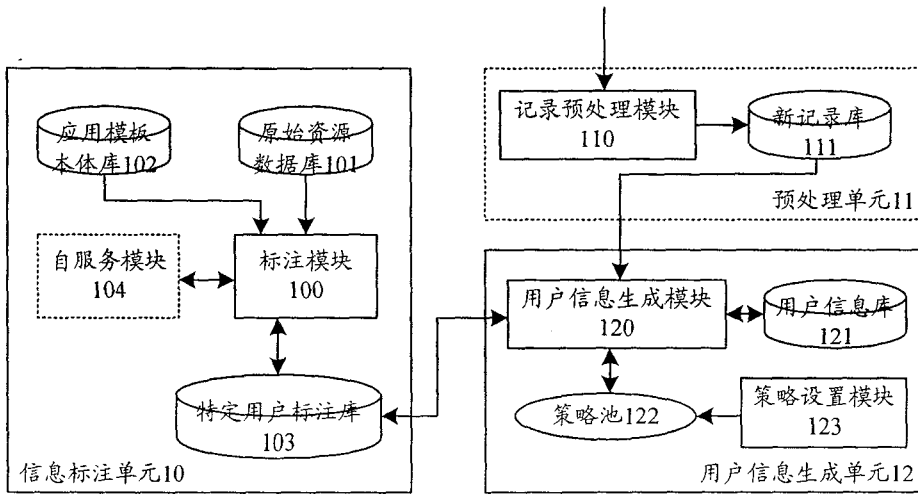 应用模板
本体库102
原始资源
数据库101
自服务模块
104
标注模块
100
特定用户标注库
103
信息标注单元10
记录预处理模块
110
新记录库
111
预处理单元11
用户信息生成模块
120
用户信息库
121
策略池122
策略设置模块
123
用户信息生成单元12